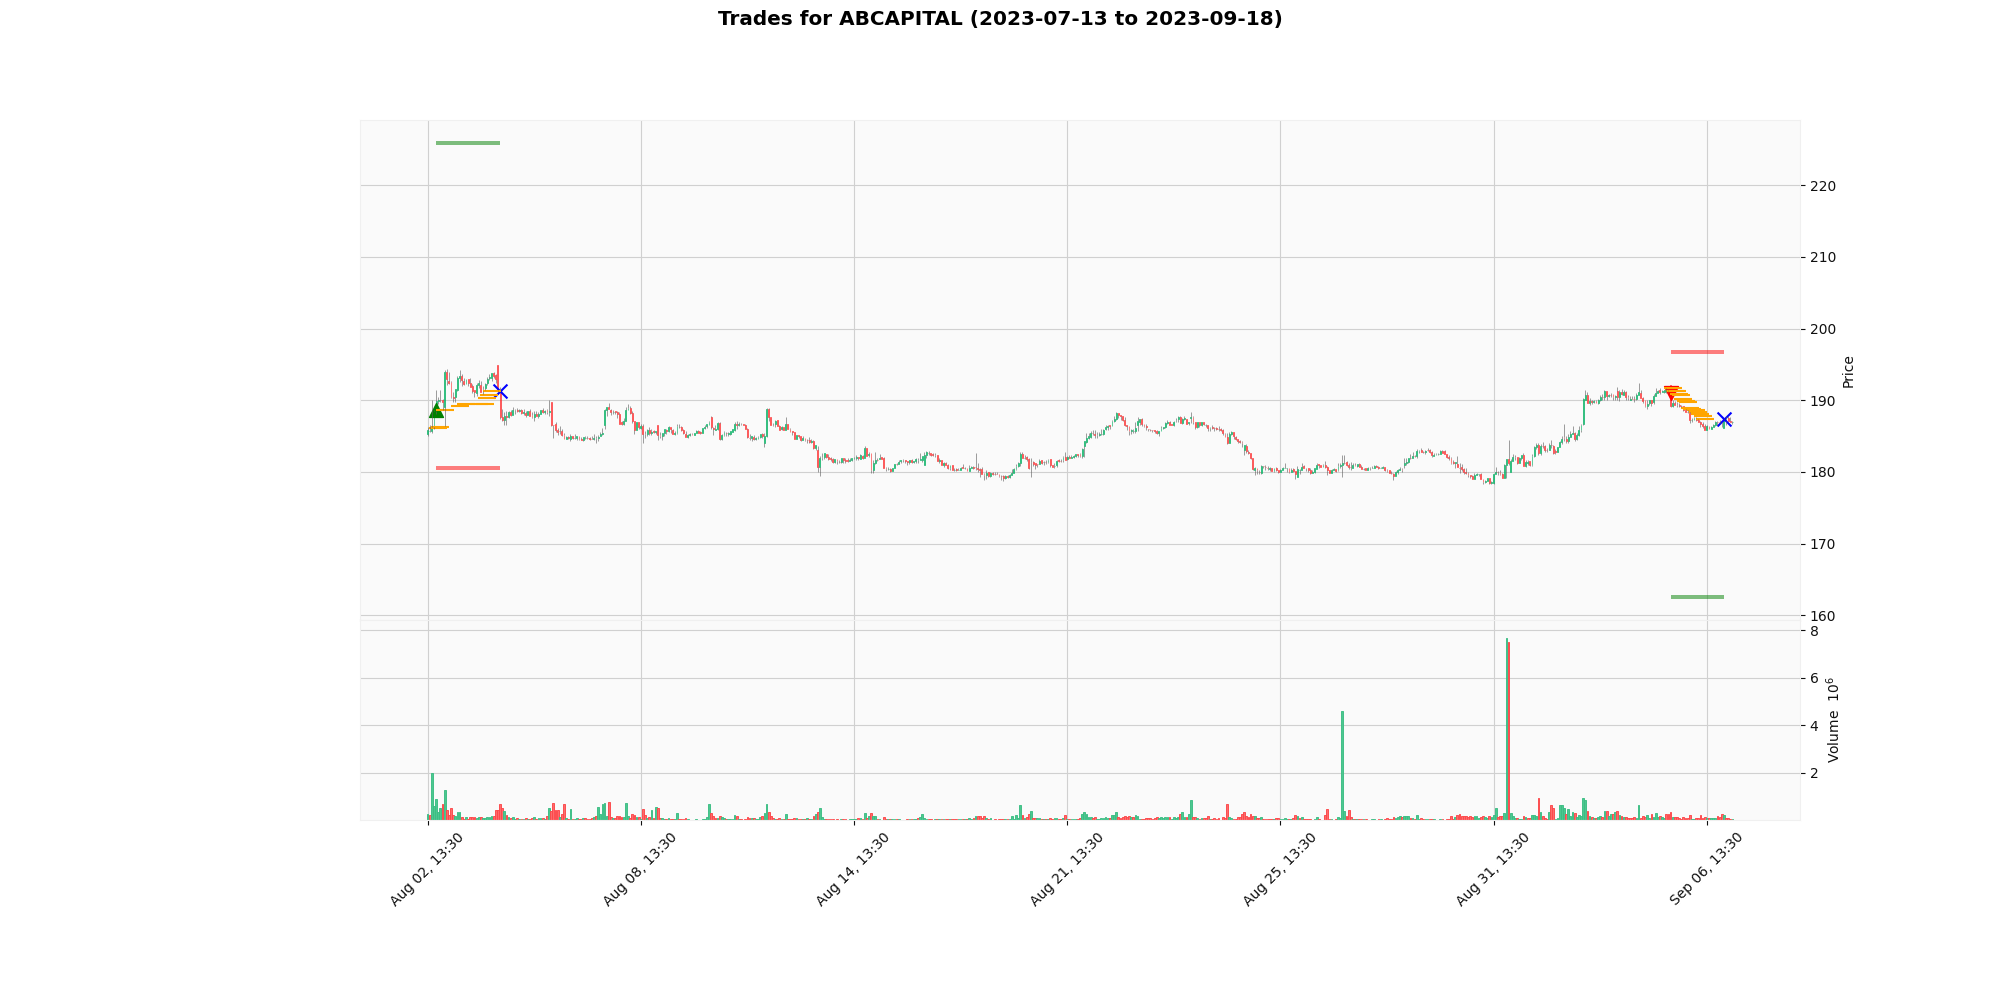 Trades for ABCAPITAL (2023-07-13 to 2023-09-18)
220
210
200
190
180
170
160
Price
8
6
4
2
Volume 10^6
Aug 02, 13:30
Aug 08, 13:30
Aug 14, 13:30
Aug 21, 13:30
Aug 25, 13:30
Aug 31, 13:30
Sep 06, 13:30